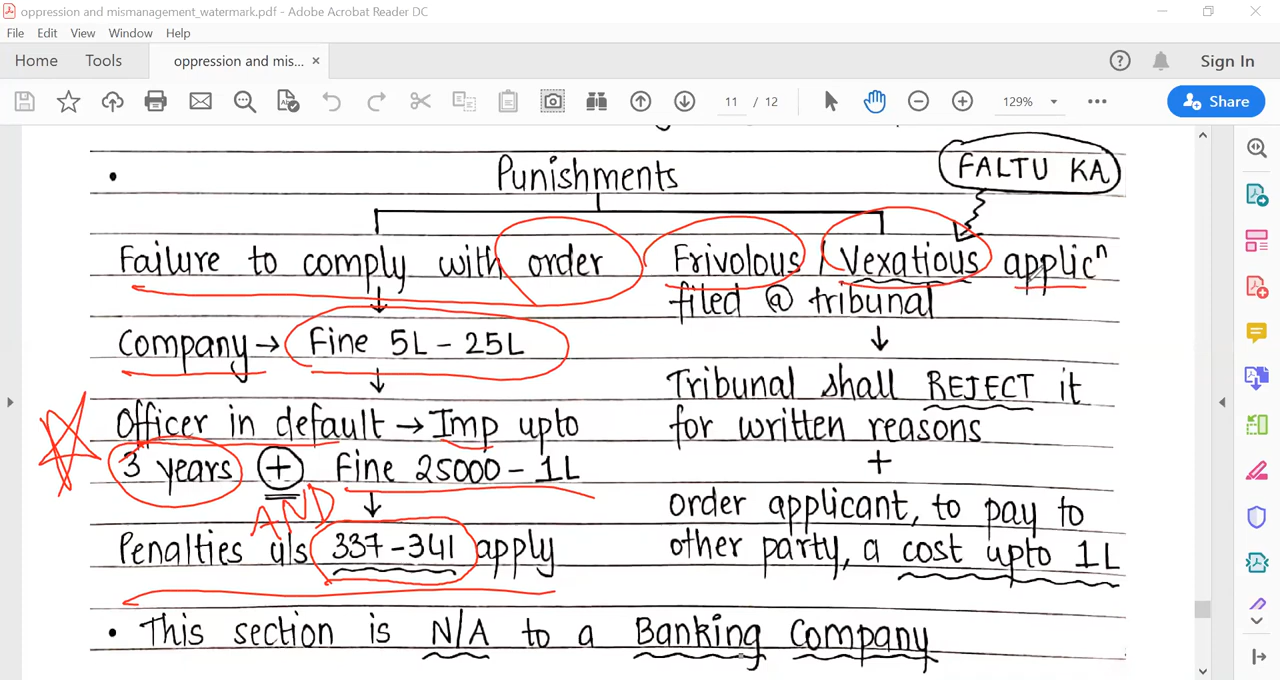 oppression and mismanagement_watermark.pdf - Adobe Acrobat Reader DC
File Edit View Window Help
Home Tools oppression and mis... × Sign In
11 / 12 129% Share
• Punishments FALTU KA
Failure to comply with order Frivolous / Vexatious applicⁿ
filed @ tribunal
Company → Fine 5L - 25L
Tribunal shall REJECT it
Officer in default → Imp upto for written reasons
3 years + Fine 25000 - 1L +
AND order applicant, to pay to
Penalties u/s 337-341 apply other party, a cost upto 1L
• This section is N/A to a Banking Company